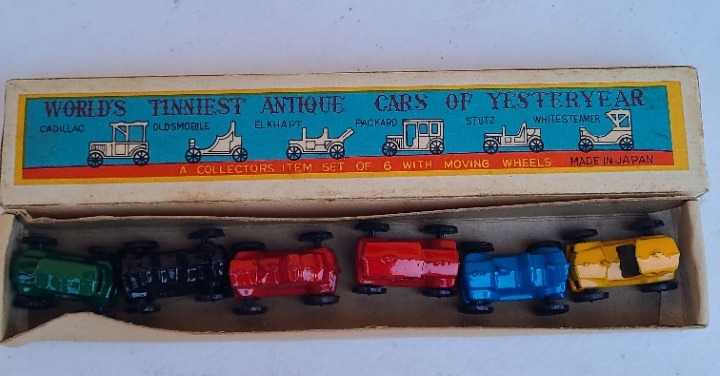 WORLD'S TINNIEST ANTIQUE CARS OF YESTERYEAR
CADILLAC OLDSMOBILE ELKHART PACKARD STUTZ WHITESTEAMER
A COLLECTORS ITEM SET OF 6 WITH MOVING WHEELS MADE IN JAPAN